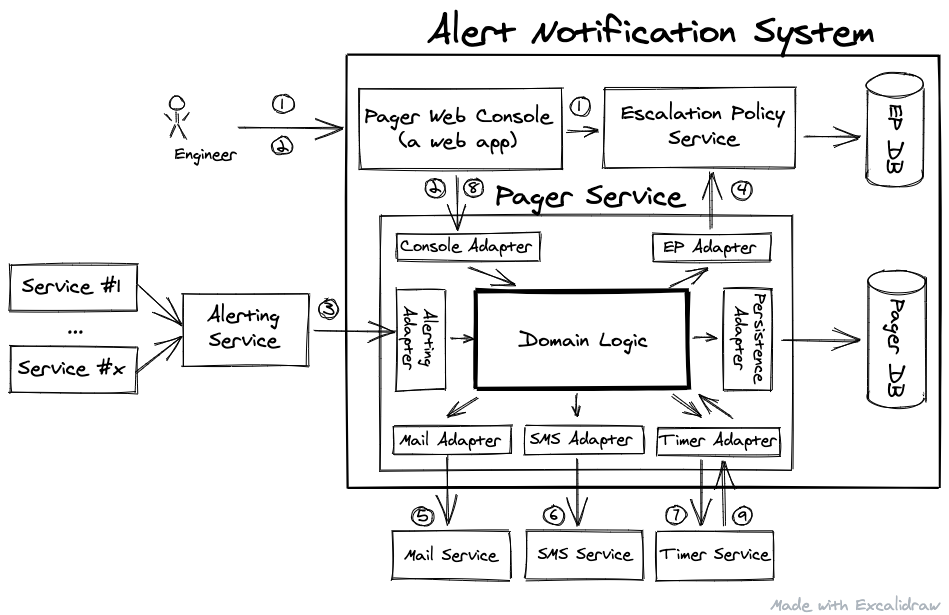 Alert Notification System
①
②
Engineer
Pager Web Console
(a web app)
①
Escalation Policy
Service
EP DB
② ⑧
④
Pager Service
Console Adapter
EP Adapter
Service #1
...
Service #x
Alerting
Service
③
Alerting
Adapter
Domain Logic
Persistence
Adapter
Pager DB
Mail Adapter
SMS Adapter
Timer Adapter
⑤
⑥
⑦
⑨
Mail Service
SMS Service
Timer Service
Made with Excalidraw